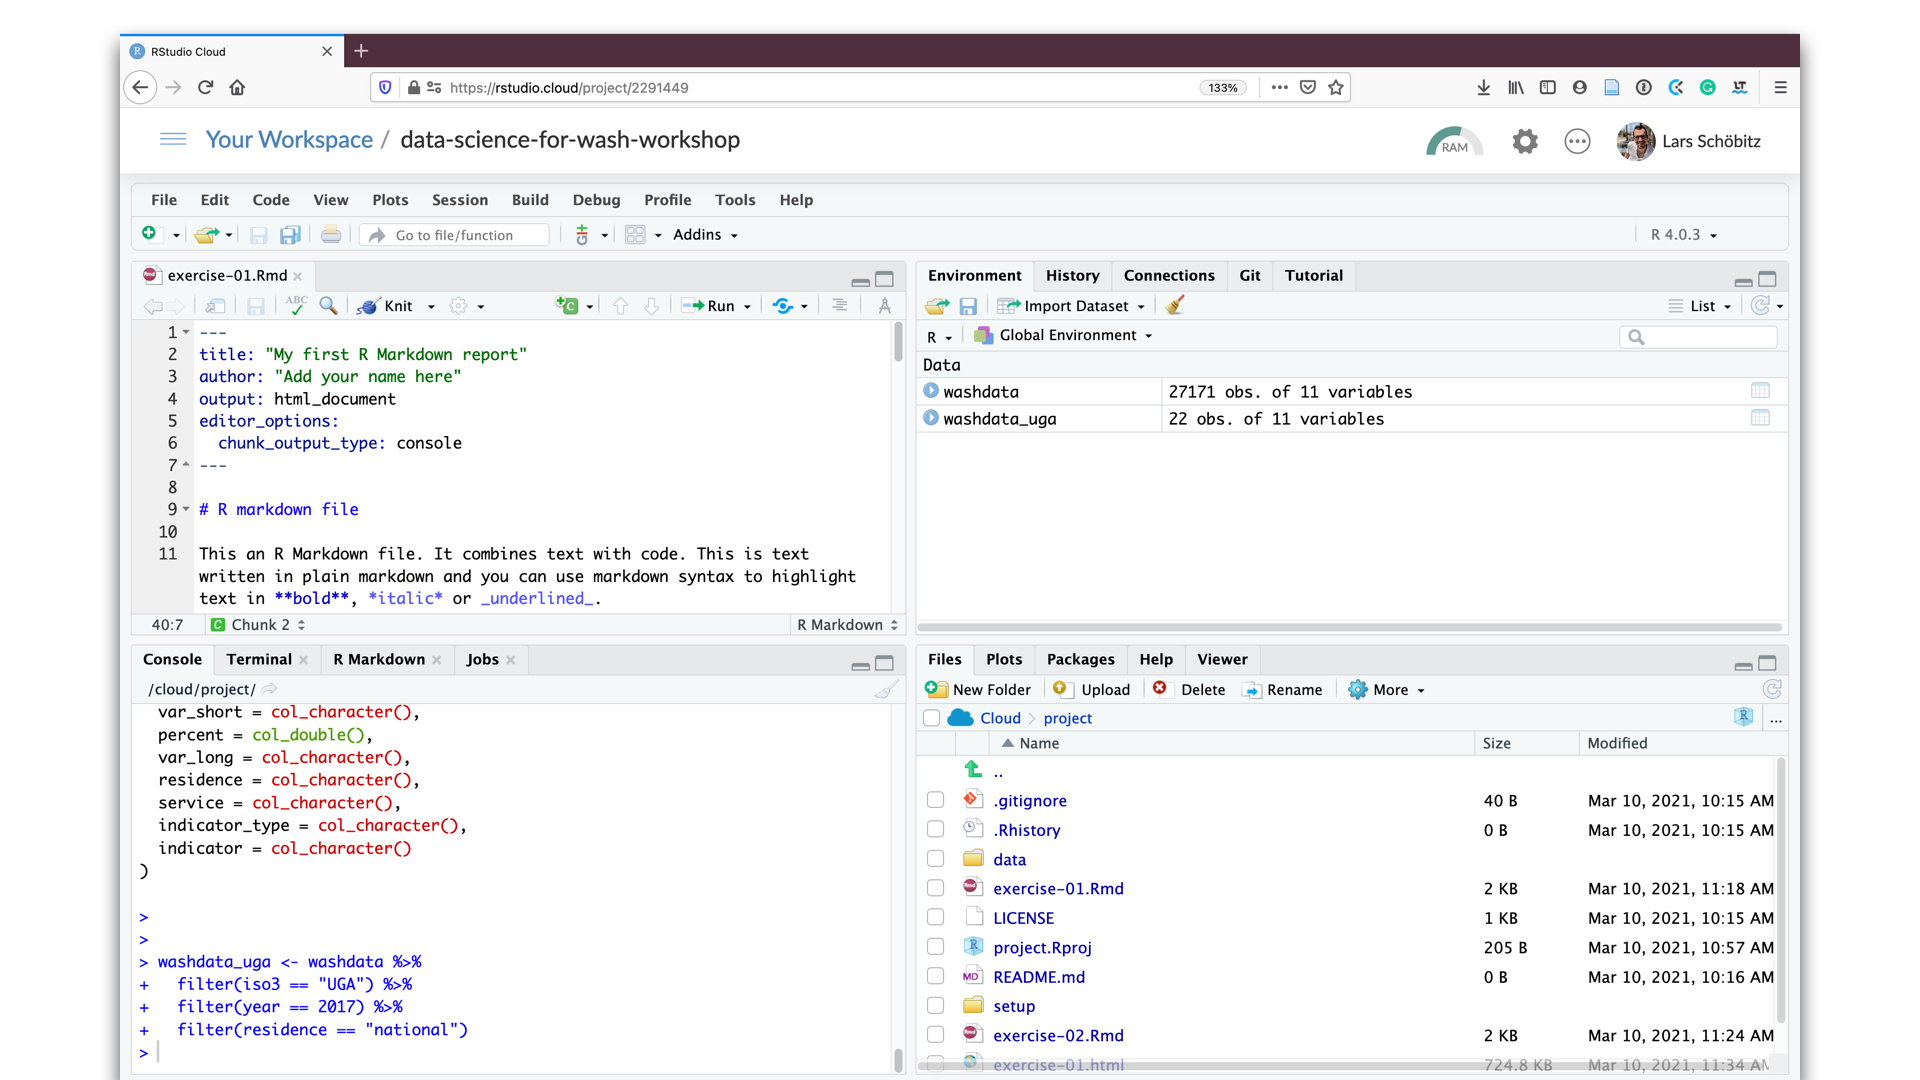 RStudio Cloud
https://rstudio.cloud/project/2291449
133%
Your Workspace / data-science-for-wash-workshop
RAM
Lars Schöbitz
File Edit Code View Plots Session Build Debug Profile Tools Help
Go to file/function
Addins
R 4.0.3
exercise-01.Rmd
ABC
Knit
Run
1 ---
2 title: "My first R Markdown report"
3 author: "Add your name here"
4 output: html_document
5 editor_options:
6 chunk_output_type: console
7 ---
8
9 # R markdown file
10
11 This an R Markdown file. It combines text with code. This is text
written in plain markdown and you can use markdown syntax to highlight
text in **bold**, *italic* or _underlined_.
40:7 C Chunk 2 R Markdown
Environment History Connections Git Tutorial
Import Dataset List
R Global Environment
Data
washdata 27171 obs. of 11 variables
washdata_uga 22 obs. of 11 variables
Console Terminal R Markdown Jobs
/cloud/project/
var_short = col_character(),
percent = col_double(),
var_long = col_character(),
residence = col_character(),
service = col_character(),
indicator_type = col_character(),
indicator = col_character()
)
>
>
> washdata_uga <- washdata %>%
+ filter(iso3 == "UGA") %>%
+ filter(year == 2017) %>%
+ filter(residence == "national")
>
Files Plots Packages Help Viewer
New Folder Upload Delete Rename More
Cloud > project R ...
Name Size Modified
..
.gitignore 40 B Mar 10, 2021, 10:15 AM
.Rhistory 0 B Mar 10, 2021, 10:15 AM
data
exercise-01.Rmd 2 KB Mar 10, 2021, 11:18 AM
LICENSE 1 KB Mar 10, 2021, 10:15 AM
project.Rproj 205 B Mar 10, 2021, 10:57 AM
MD README.md 0 B Mar 10, 2021, 10:16 AM
setup
exercise-02.Rmd 2 KB Mar 10, 2021, 11:24 AM
exercise-01.html 724.8 KB Mar 10, 2021, 11:34 AM